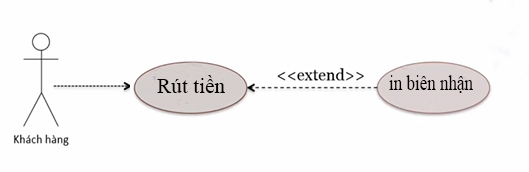 <<extend>>
Rút tiền
in biên nhận
Khách hàng